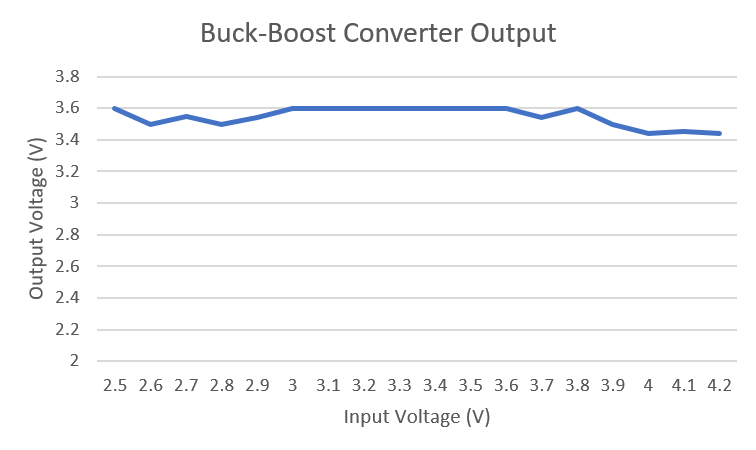 Buck-Boost Converter Output
Output Voltage (V)
3.8
3.6
3.4
3.2
3
2.8
2.6
2.4
2.2
2
2.5 2.6 2.7 2.8 2.9 3 3.1 3.2 3.3 3.4 3.5 3.6 3.7 3.8 3.9 4 4.1 4.2
Input Voltage (V)